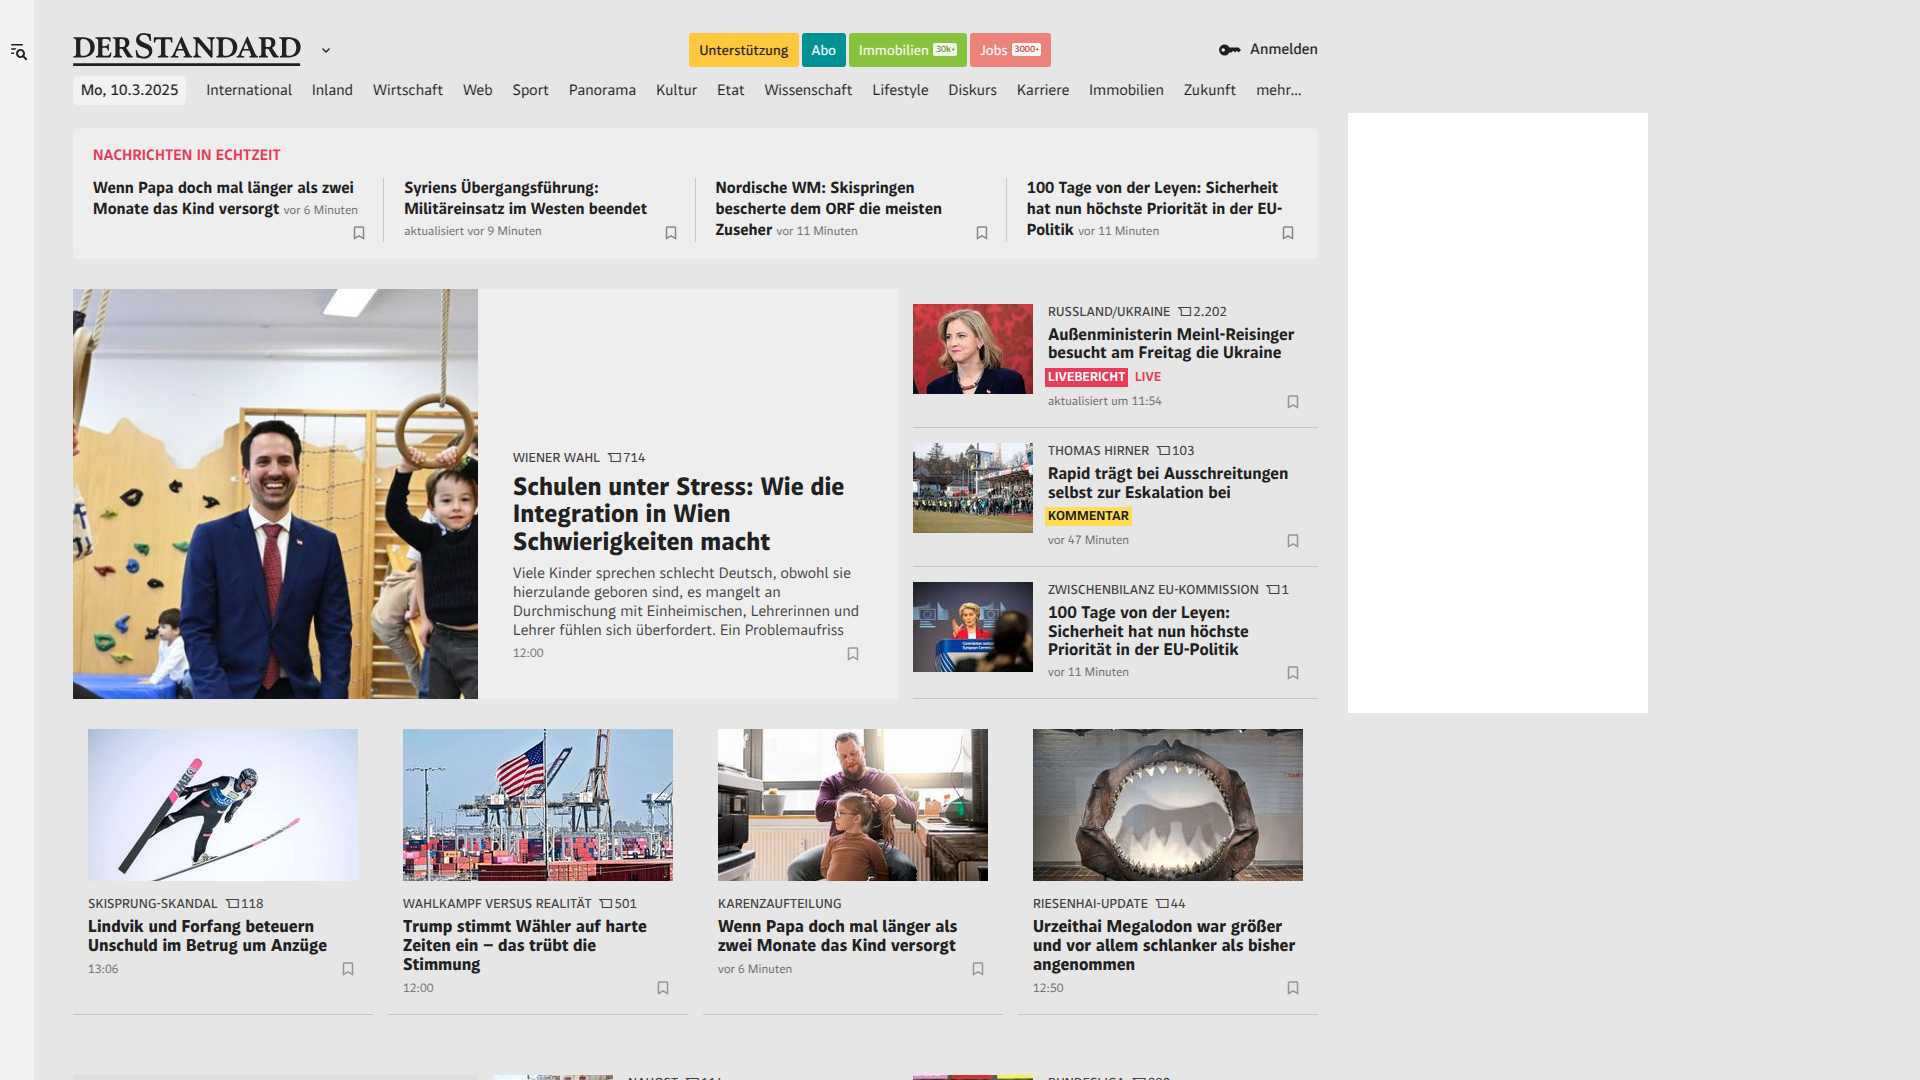 DERSTANDARD
Unterstützung
Abo
Immobilien 30k+
Jobs 3000+
Anmelden
Mo, 10.3.2025
International
Inland
Wirtschaft
Web
Sport
Panorama
Kultur
Etat
Wissenschaft
Lifestyle
Diskurs
Karriere
Immobilien
Zukunft
mehr...
NACHRICHTEN IN ECHTZEIT
Wenn Papa doch mal länger als zwei
Monate das Kind versorgt vor 6 Minuten
Syriens Übergangsführung:
Militäreinsatz im Westen beendet
aktualisiert vor 9 Minuten
Nordische WM: Skispringen
bescherte dem ORF die meisten
Zuseher vor 11 Minuten
100 Tage von der Leyen: Sicherheit
hat nun höchste Priorität in der EU-
Politik vor 11 Minuten
WIENER WAHL 714
Schulen unter Stress: Wie die
Integration in Wien
Schwierigkeiten macht
Viele Kinder sprechen schlecht Deutsch, obwohl sie
hierzulande geboren sind, es mangelt an
Durchmischung mit Einheimischen, Lehrerinnen und
Lehrer fühlen sich überfordert. Ein Problemaufriss
12:00
RUSSLAND/UKRAINE 2.202
Außenministerin Meinl-Reisinger
besucht am Freitag die Ukraine
LIVEBERICHT LIVE
aktualisiert um 11:54
THOMAS HIRNER 103
Rapid trägt bei Ausschreitungen
selbst zur Eskalation bei
KOMMENTAR
vor 47 Minuten
ZWISCHENBILANZ EU-KOMMISSION 1
100 Tage von der Leyen:
Sicherheit hat nun höchste
Priorität in der EU-Politik
vor 11 Minuten
SKISPRUNG-SKANDAL 118
Lindvik und Forfang beteuern
Unschuld im Betrug um Anzüge
13:06
WAHLKAMPF VERSUS REALITÄT 501
Trump stimmt Wähler auf harte
Zeiten ein – das trübt die
Stimmung
12:00
KARENZAUFTEILUNG
Wenn Papa doch mal länger als
zwei Monate das Kind versorgt
vor 6 Minuten
RIESENHAI-UPDATE 44
Urzeithai Megalodon war größer
und vor allem schlanker als bisher
angenommen
12:50